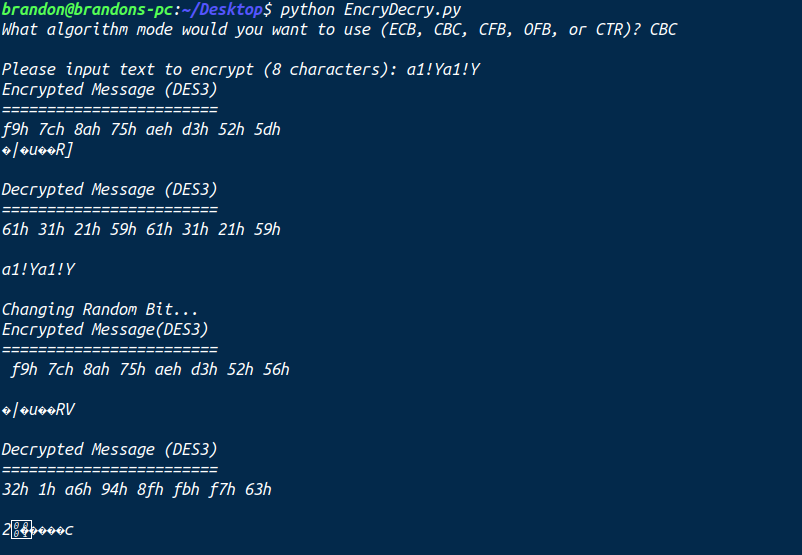 brandon@brandons-pc:~/Desktop$ python EncryDecry.py
What algorithm mode would you want to use (ECB, CBC, CFB, OFB, or CTR)? CBC
Please input text to encrypt (8 characters): a1!Ya1!Y
Encrypted Message (DES3)
========================
f9h 7ch 8ah 75h aeh d3h 52h 5dh
�|�u��R]
Decrypted Message (DES3)
========================
61h 31h 21h 59h 61h 31h 21h 59h
a1!Ya1!Y
Changing Random Bit...
Encrypted Message(DES3)
========================
f9h 7ch 8ah 75h aeh d3h 52h 56h
�|�u��RV
Decrypted Message (DES3)
========================
32h 1h a6h 94h 8fh fbh f7h 63h
2�����c